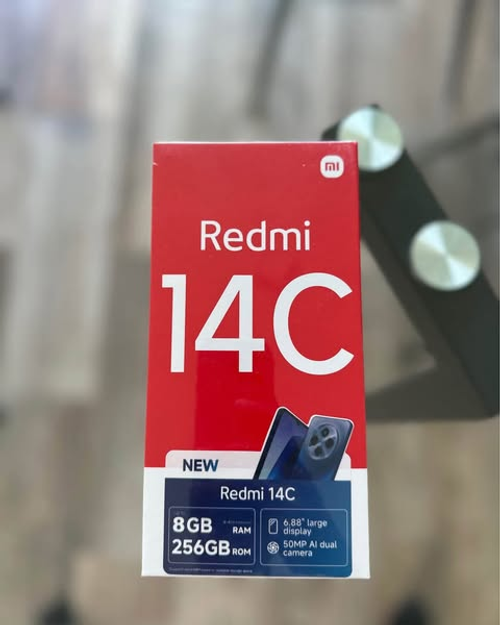 mi
Redmi
14C
NEW
Redmi 14C
8GB RAM
256GB ROM
6.88" large
display
50MP AI dual
camera